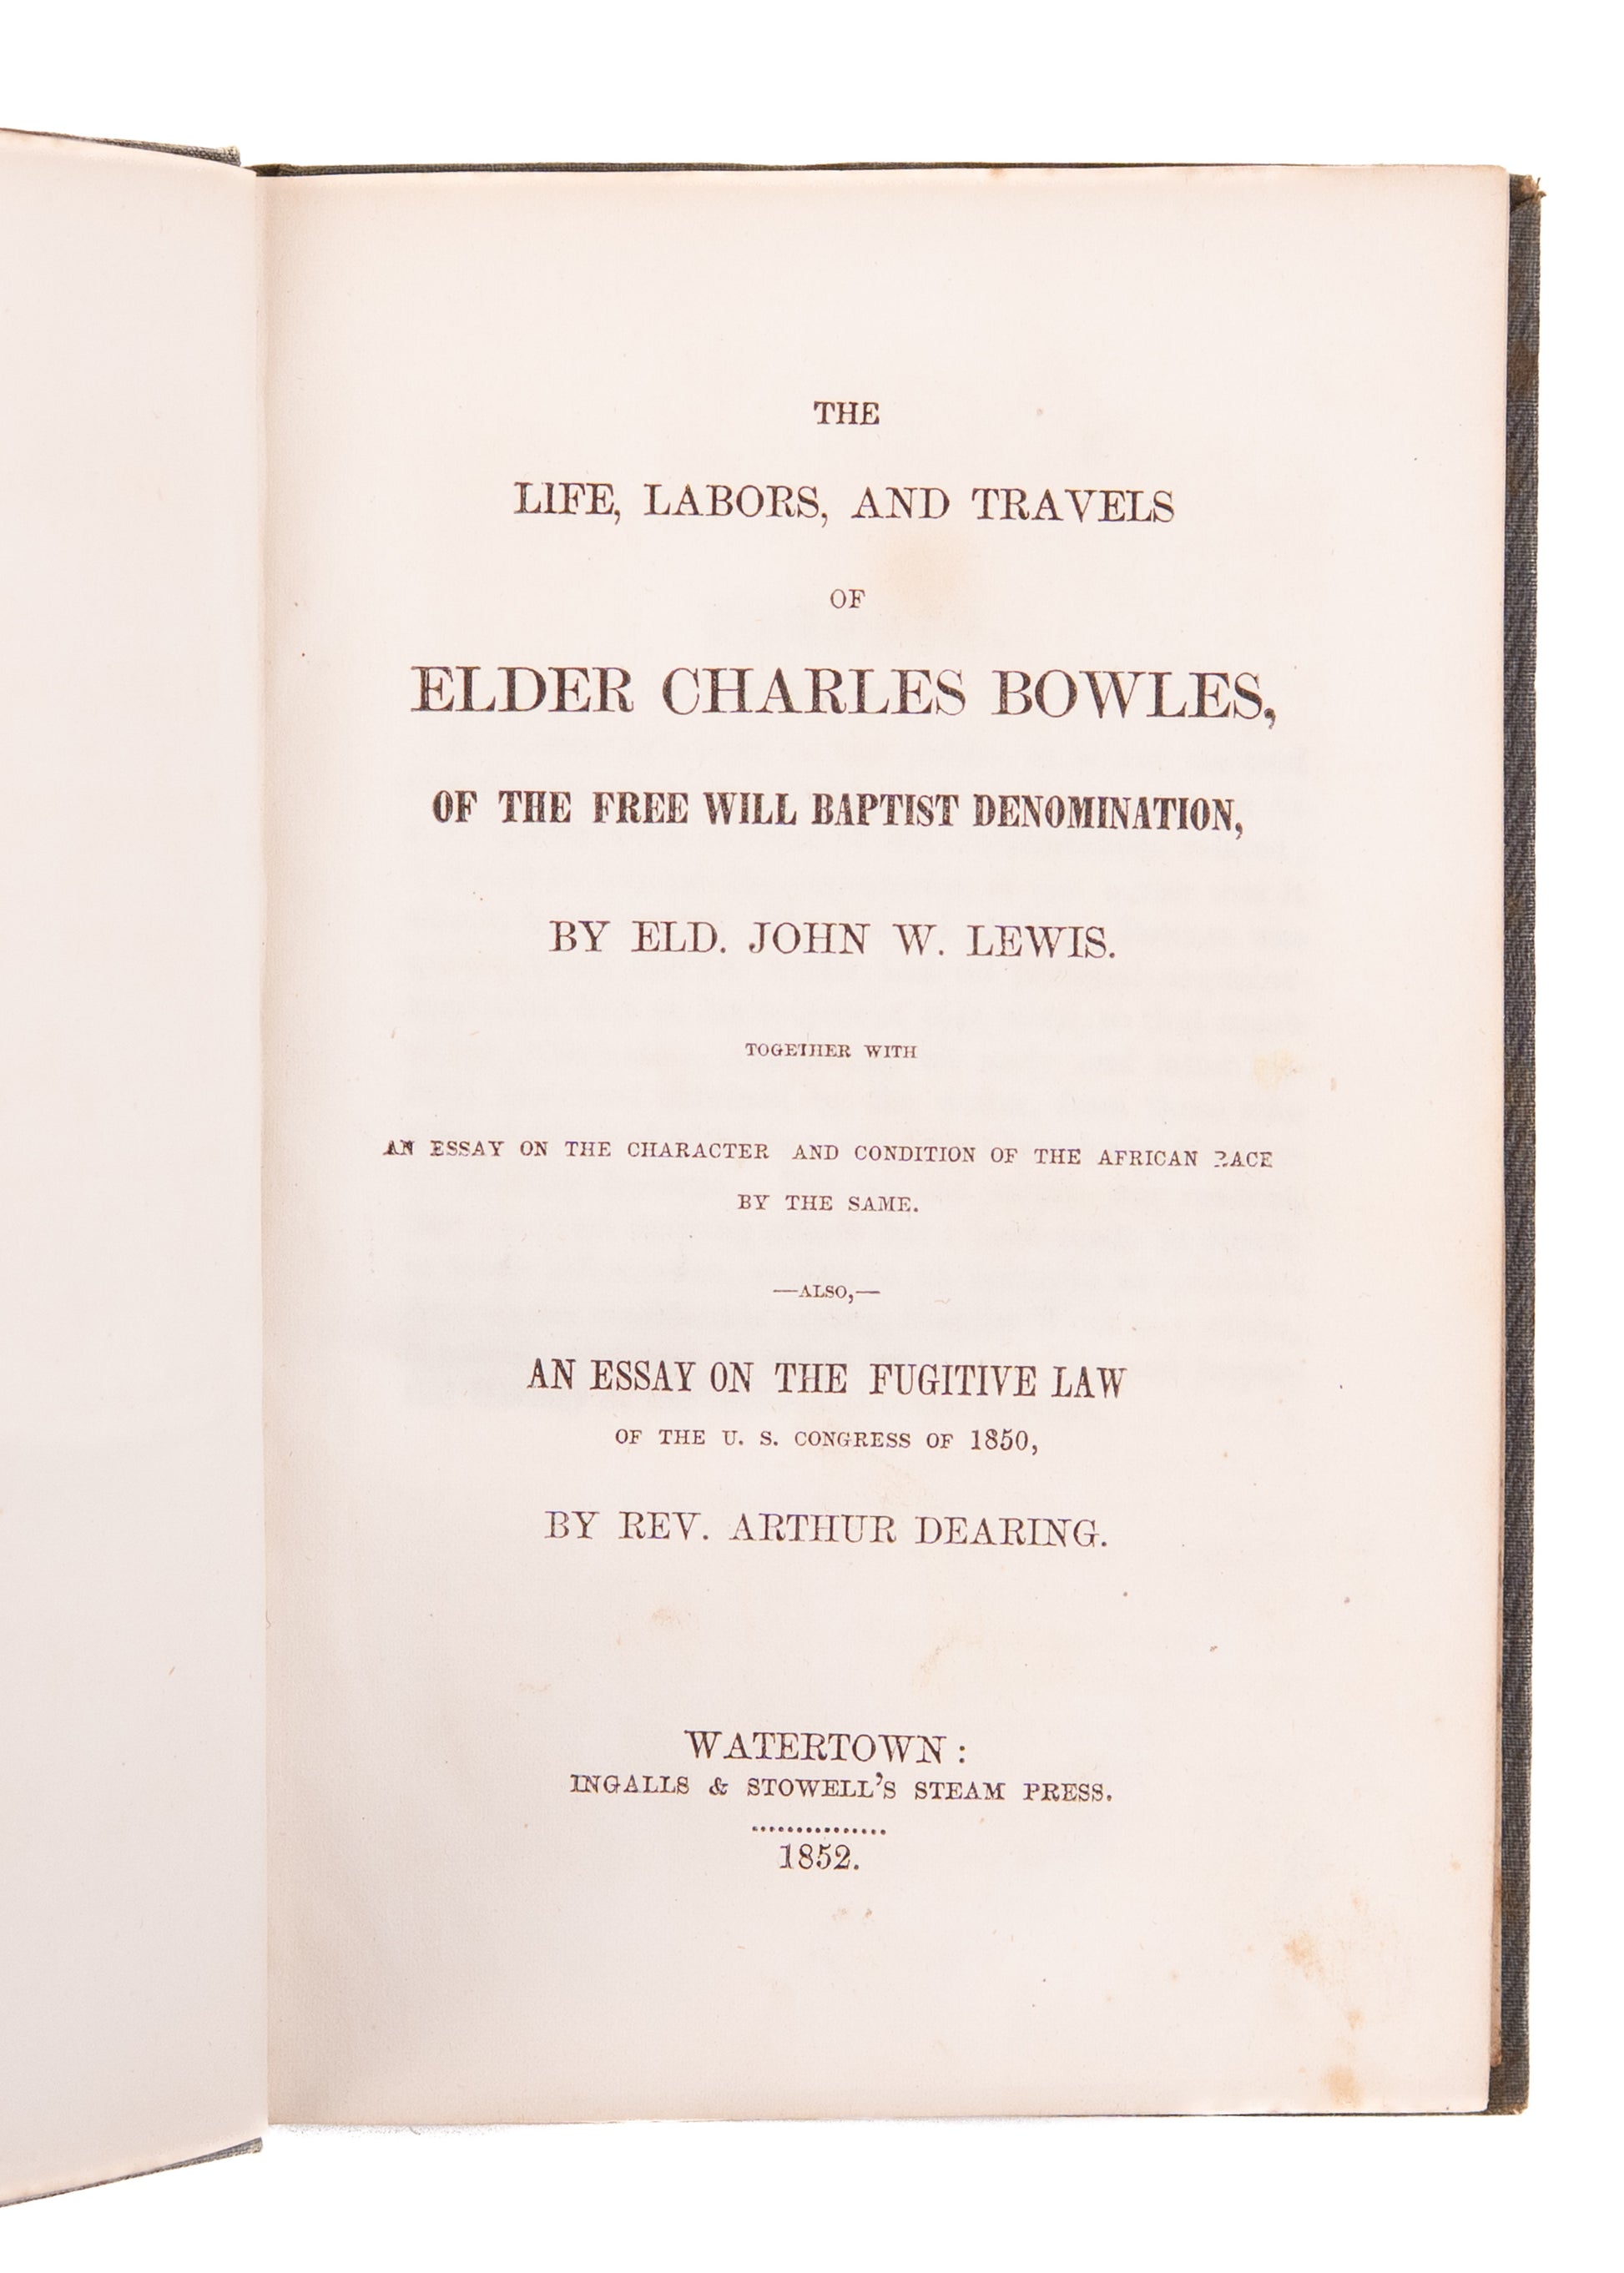 THE
LIFE, LABORS, AND TRAVELS
OF
ELDER CHARLES BOWLES,
OF THE FREE WILL BAPTIST DENOMINATION,
BY ELD. JOHN W. LEWIS.
TOGETHER WITH
AN ESSAY ON THE CHARACTER AND CONDITION OF THE AFRICAN RACE
BY THE SAME.
—ALSO,—
AN ESSAY ON THE FUGITIVE LAW
OF THE U. S. CONGRESS OF 1850,
BY REV. ARTHUR DEARING.
WATERTOWN:
INGALLS & STOWELL'S STEAM PRESS.
...............
1852.